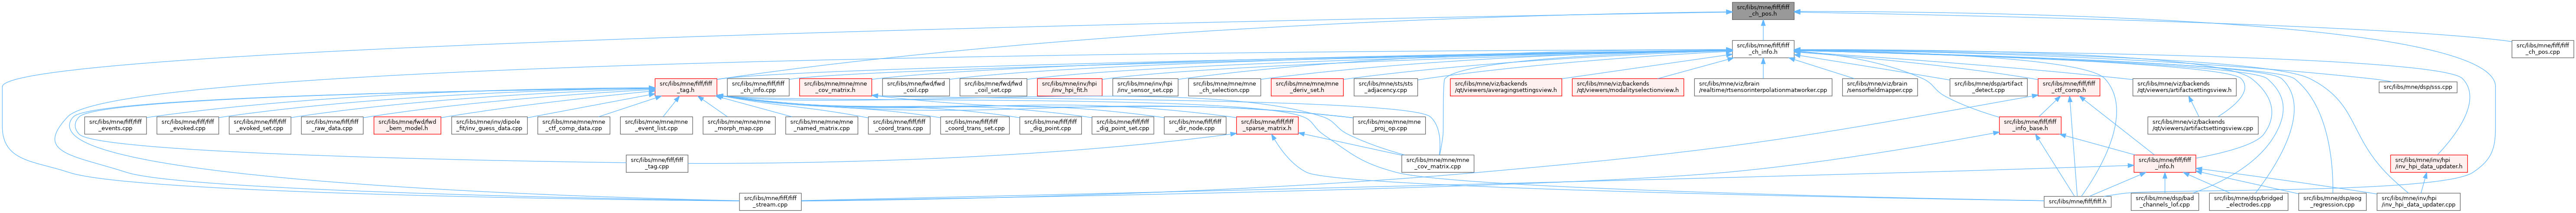 src/libs/mne/fiff/fiff
_ch_pos.h
src/libs/mne/fiff/fiff
_ch_info.h
src/libs/mne/fiff/fiff
_ch_pos.cpp
src/libs/mne/fiff/fiff
_tag.h
src/libs/mne/fiff/fiff
_ch_info.cpp
src/libs/mne/mne/mne
_cov_matrix.h
src/libs/mne/fwd/fwd
_coil.cpp
src/libs/mne/fwd/fwd
_coil_set.cpp
src/libs/mne/inv/hpi
/inv_hpi_fit.h
src/libs/mne/inv/hpi
/inv_sensor_set.cpp
src/libs/mne/mne/mne
_ch_selection.cpp
src/libs/mne/mne/mne
_deriv_set.h
src/libs/mne/sts/sts
_adjacency.cpp
src/libs/mne/viz/backends
/qt/viewers/averagingsettingsview.h
src/libs/mne/viz/backends
/qt/viewers/modalityselectionview.h
src/libs/mne/viz/brain
/realtime/rtsensorinterpolationmatworker.cpp
src/libs/mne/viz/brain
/sensorfieldmapper.cpp
src/libs/mne/dsp/artifact
_detect.cpp
src/libs/mne/fiff/fiff
_ctf_comp.h
src/libs/mne/viz/backends
/qt/viewers/artifactsettingsview.h
src/libs/mne/dsp/sss.cpp
src/libs/mne/fiff/fiff
_events.cpp
src/libs/mne/fiff/fiff
_evoked.cpp
src/libs/mne/fiff/fiff
_evoked_set.cpp
src/libs/mne/fiff/fiff
_raw_data.cpp
src/libs/mne/fwd/fwd
_bem_model.h
src/libs/mne/inv/dipole
_fit/inv_guess_data.cpp
src/libs/mne/mne/mne
_ctf_comp_data.cpp
src/libs/mne/mne/mne
_event_list.cpp
src/libs/mne/mne/mne
_morph_map.cpp
src/libs/mne/mne/mne
_named_matrix.cpp
src/libs/mne/fiff/fiff
_coord_trans.cpp
src/libs/mne/fiff/fiff
_coord_trans_set.cpp
src/libs/mne/fiff/fiff
_dig_point.cpp
src/libs/mne/fiff/fiff
_dig_point_set.cpp
src/libs/mne/fiff/fiff
_dir_node.cpp
src/libs/mne/fiff/fiff
_sparse_matrix.h
src/libs/mne/mne/mne
_proj_op.cpp
src/libs/mne/fiff/fiff
_info_base.h
src/libs/mne/viz/backends
/qt/viewers/artifactsettingsview.cpp
src/libs/mne/fiff/fiff
_tag.cpp
src/libs/mne/mne/mne
_cov_matrix.cpp
src/libs/mne/fiff/fiff
_info.h
src/libs/mne/inv/hpi
/inv_hpi_data_updater.h
src/libs/mne/fiff/fiff
_stream.cpp
src/libs/mne/fiff/fiff.h
src/libs/mne/dsp/bad
_channels_lof.cpp
src/libs/mne/dsp/bridged
_electrodes.cpp
src/libs/mne/dsp/eog
_regression.cpp
src/libs/mne/inv/hpi
/inv_hpi_data_updater.cpp